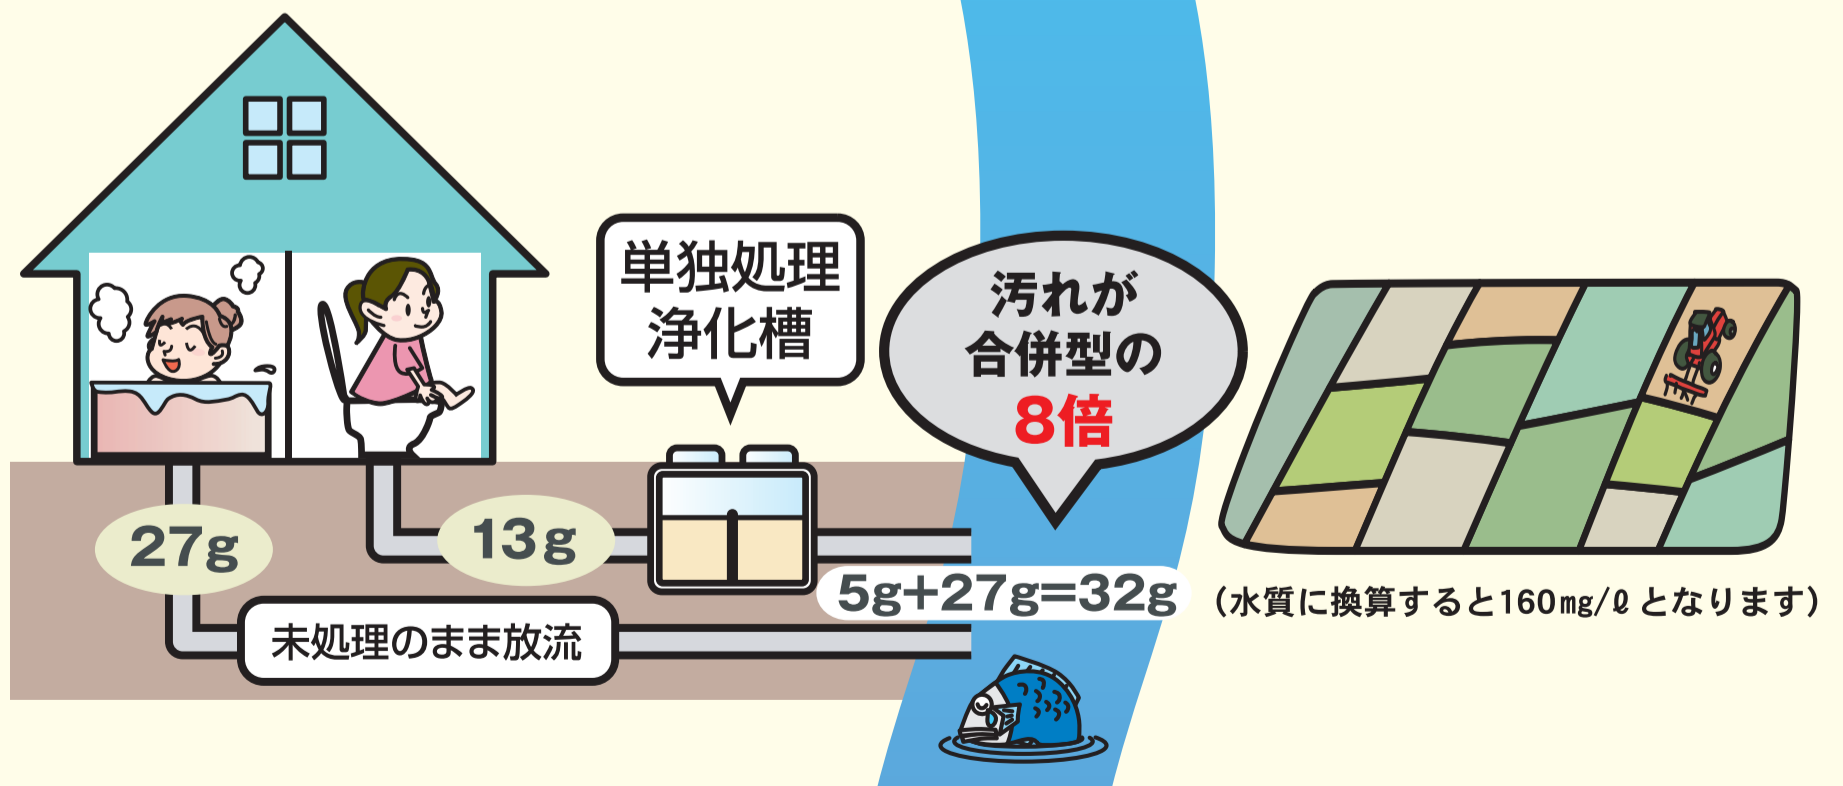 単独処理
浄化槽
汚れが
合併型の
8倍
27g
13g
5g+27g=32g
(水質に換算すると160㎎/ℓとなります)
未処理のまま放流